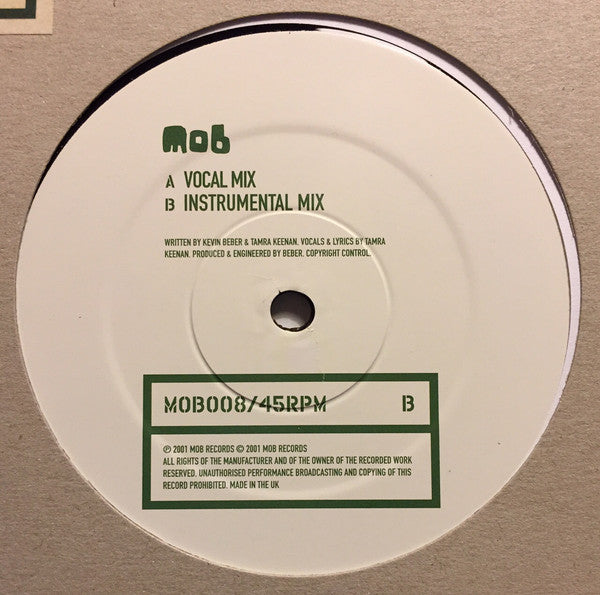 mob
A VOCAL MIX
B INSTRUMENTAL MIX
WRITTEN BY KEVIN BEBER & TAMRA KEENAN. VOCALS & LYRICS BY TAMRA
KEENAN. PRODUCED & ENGINEERED BY BEBER. COPYRIGHT CONTROL.
MOB008/45RPM B
℗ 2001 MOB RECORDS © 2001 MOB RECORDS
ALL RIGHTS OF THE MANUFACTURER AND OF THE OWNER OF THE RECORDED WORK
RESERVED. UNAUTHORISED PERFORMANCE BROADCASTING AND COPYING OF THIS
RECORD PROHIBITED. MADE IN THE UK